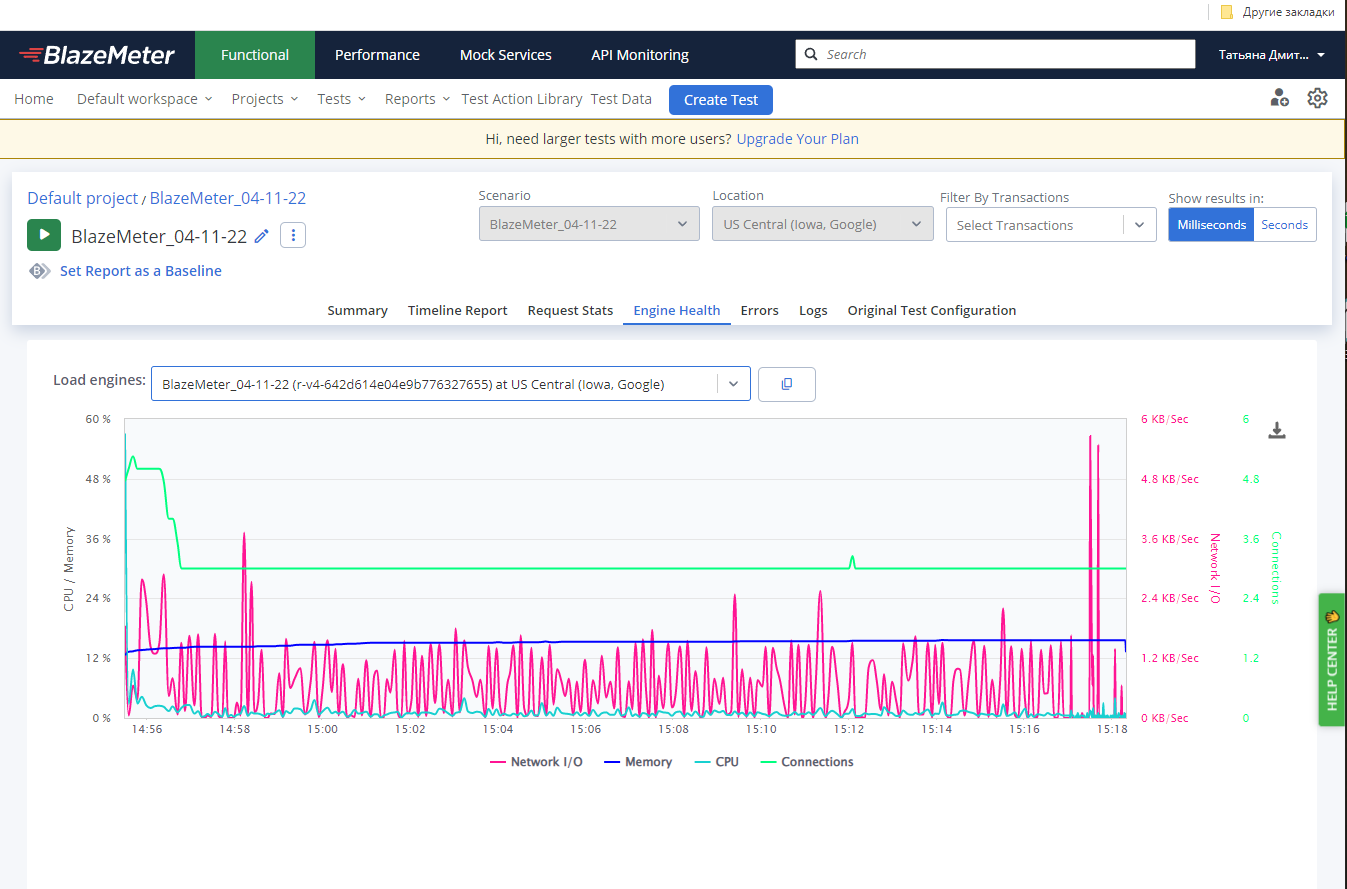 Другие закладки
BlazeMeter
Functional
Performance
Mock Services
API Monitoring
Search
Татьяна Дмит...
Home
Default workspace
Projects
Tests
Reports
Test Action Library
Test Data
Create Test
Hi, need larger tests with more users? Upgrade Your Plan
Default project / BlazeMeter_04-11-22
BlazeMeter_04-11-22
Set Report as a Baseline
Scenario
BlazeMeter_04-11-22
Location
US Central (Iowa, Google)
Filter By Transactions
Select Transactions
Show results in:
Milliseconds
Seconds
Summary
Timeline Report
Request Stats
Engine Health
Errors
Logs
Original Test Configuration
Load engines:
BlazeMeter_04-11-22 (r-v4-642d614e04e9b776327655) at US Central (Iowa, Google)
60 %
48 %
36 %
24 %
12 %
0 %
CPU / Memory
6 KB/Sec
4.8 KB/Sec
3.6 KB/Sec
2.4 KB/Sec
1.2 KB/Sec
0 KB/Sec
Network I/O
6
4.8
3.6
2.4
1.2
0
Connections
14:56
14:58
15:00
15:02
15:04
15:06
15:08
15:10
15:12
15:14
15:16
15:18
Network I/O
Memory
CPU
Connections
HELP CENTER